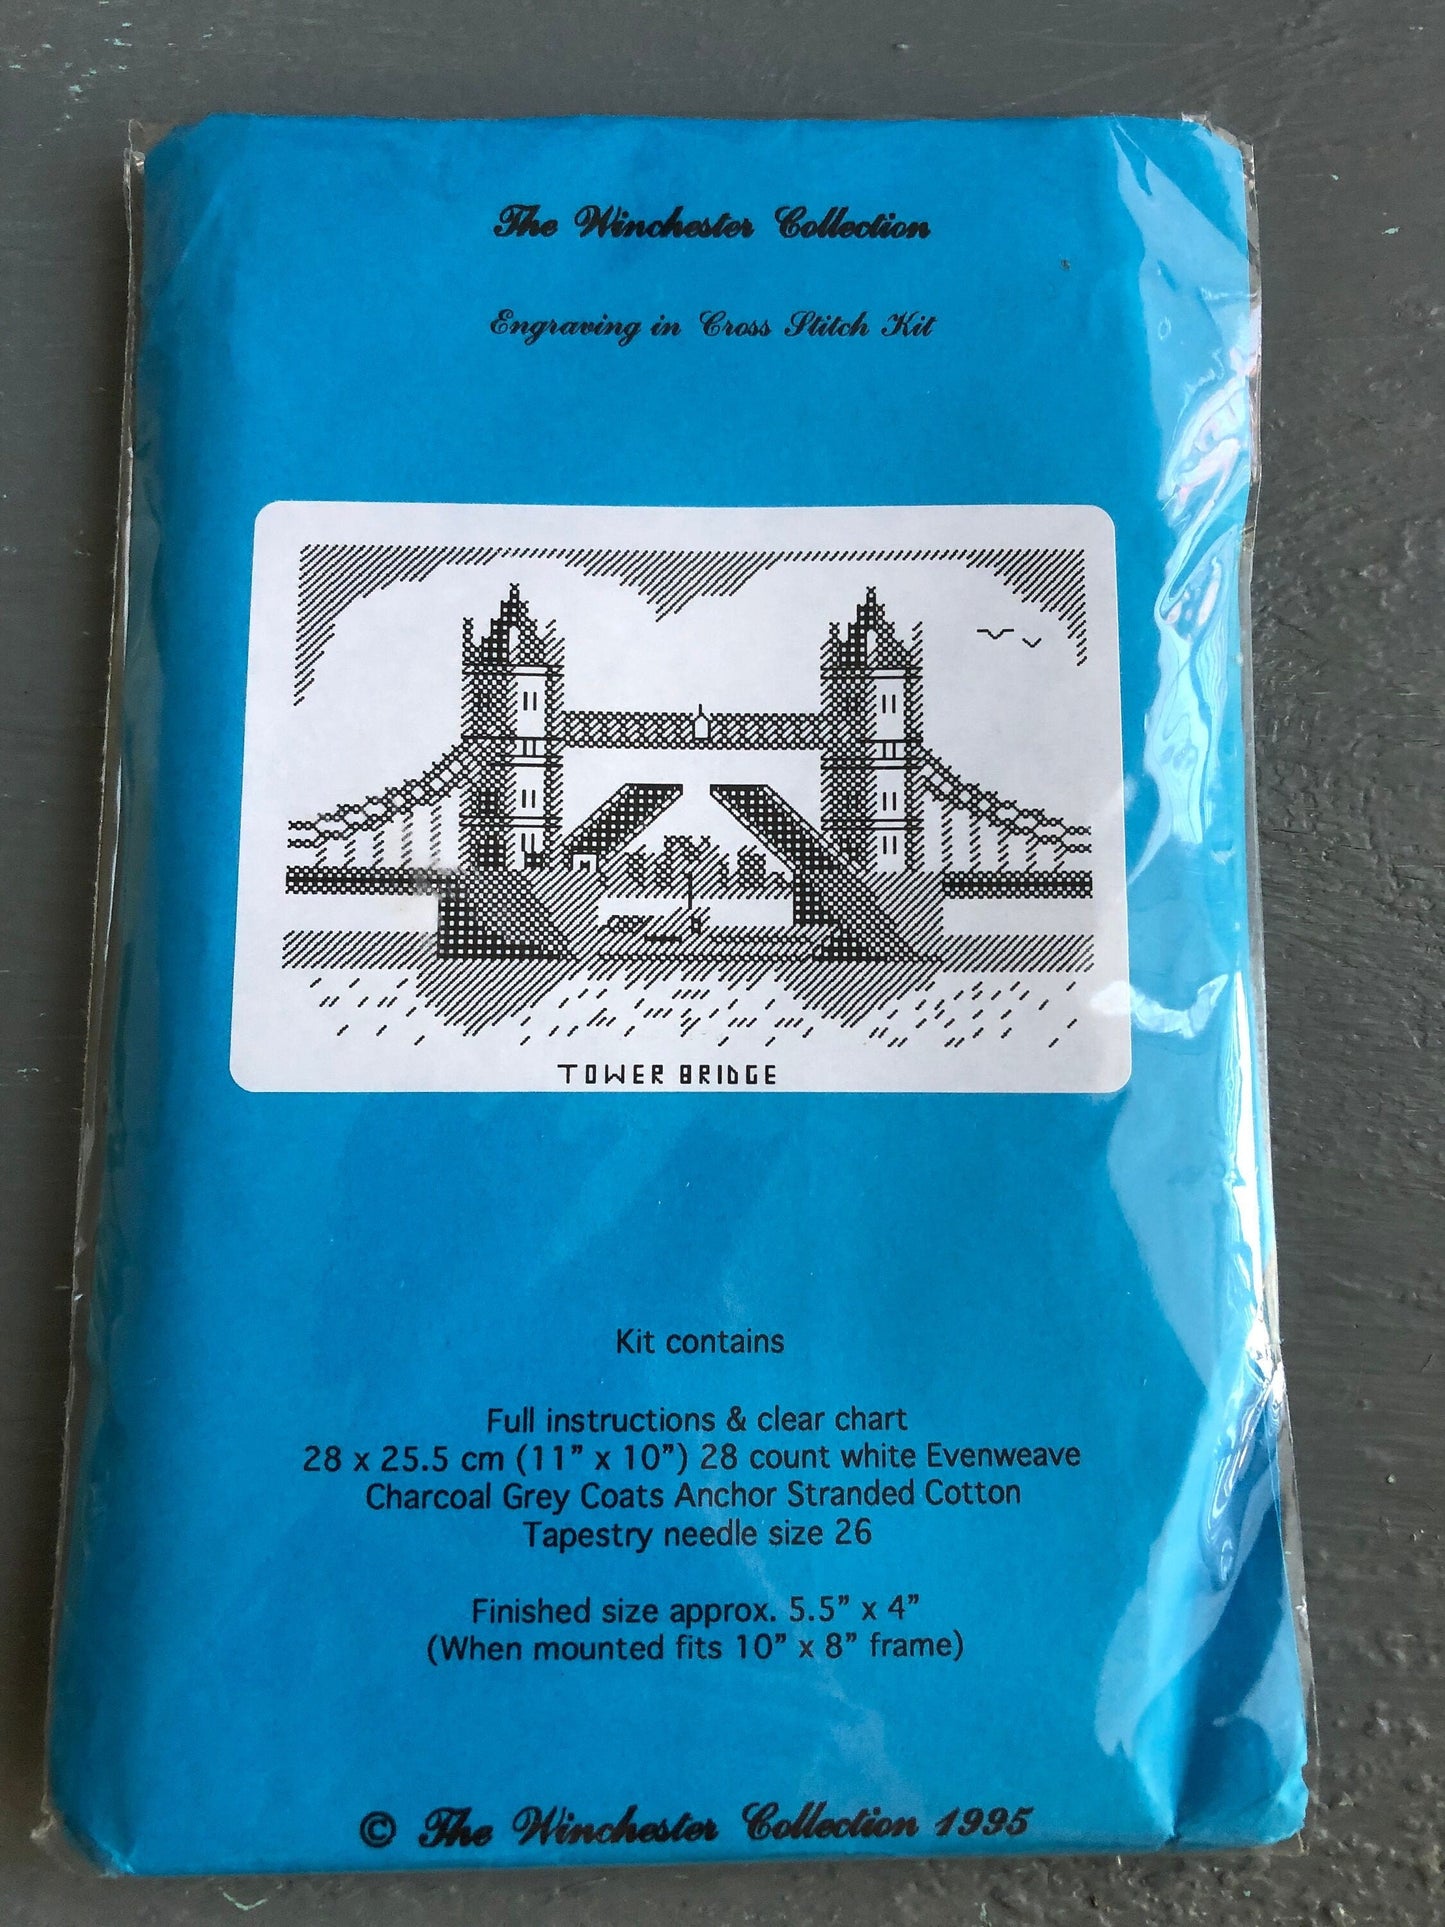 The Winchester Collection
Engraving in Cross Stitch Kit
TOWER BRIDGE
Kit contains
Full instructions & clear chart
28 x 25.5 cm (11" x 10") 28 count white Evenweave
Charcoal Grey Coats Anchor Stranded Cotton
Tapestry needle size 26
Finished size approx. 5.5" x 4"
(When mounted fits 10" x 8" frame)
© The Winchester Collection 1995